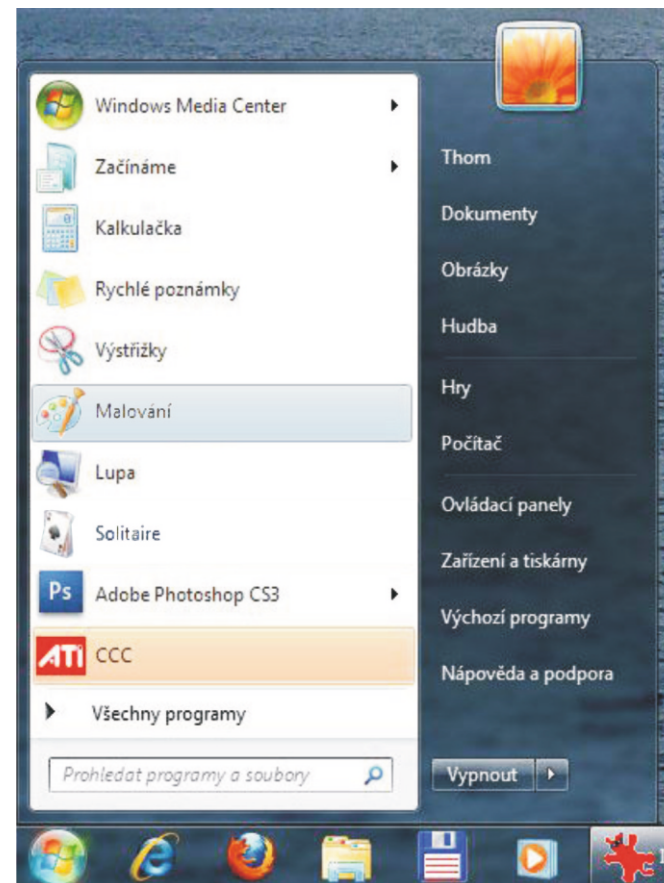 Windows Media Center
Začínáme
Kalkulačka
Rychlé poznámky
Výstřižky
Malování
Lupa
Solitaire
Ps Adobe Photoshop CS3
ATI CCC
Všechny programy
Prohledat programy a soubory
Thom
Dokumenty
Obrázky
Hudba
Hry
Počítač
Ovládací panely
Zařízení a tiskárny
Výchozí programy
Nápověda a podpora
Vypnout